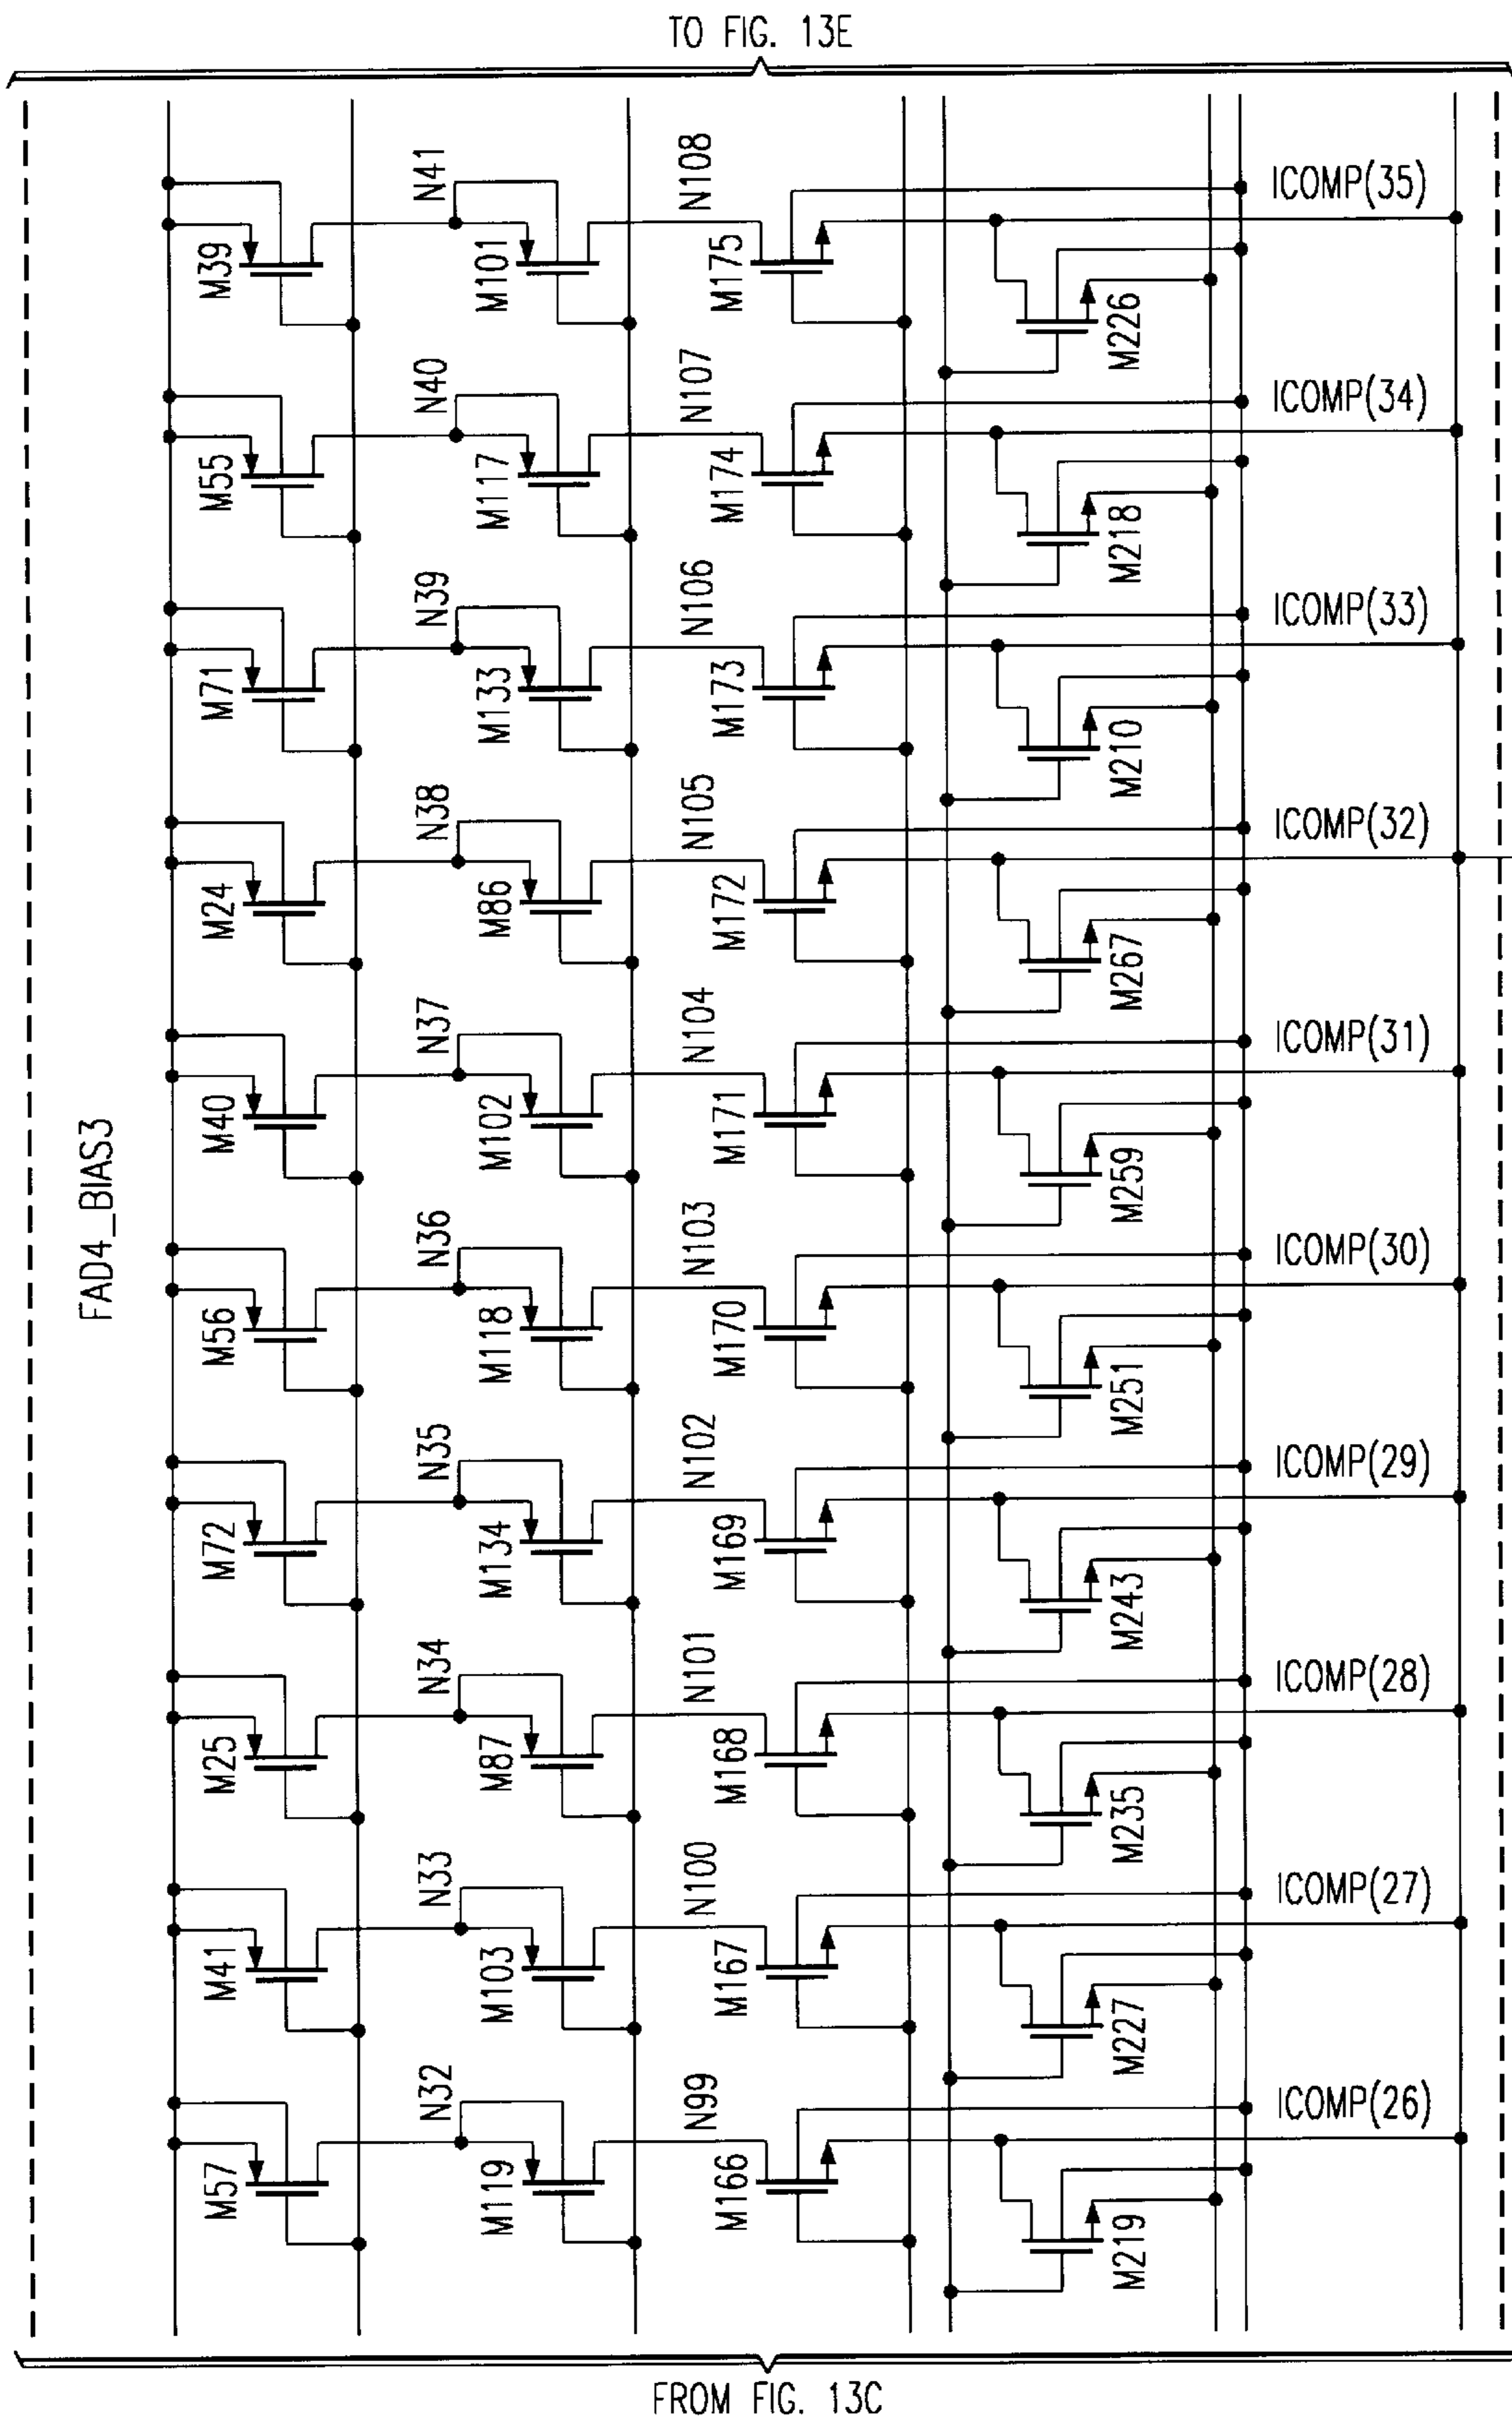 TO FIG. 13E
FAD4_BIAS3
M39
N41
M101
N108
M175
M226
ICOMP(35)
M55
N40
M117
N107
M174
M218
ICOMP(34)
M71
N39
M133
N106
M173
M210
ICOMP(33)
M24
N38
M86
N105
M172
M267
ICOMP(32)
M40
N37
M102
N104
M171
M259
ICOMP(31)
M56
N36
M118
N103
M170
M251
ICOMP(30)
M72
N35
M134
N102
M169
M243
ICOMP(29)
M25
N34
M87
N101
M168
M235
ICOMP(28)
M41
N33
M103
N100
M167
M227
ICOMP(27)
M57
N32
M119
N99
M166
M219
ICOMP(26)
FROM FIG. 13C